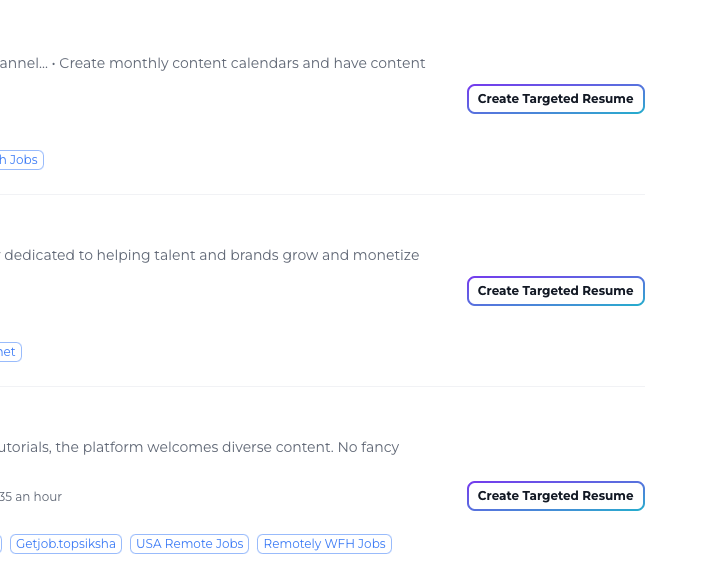 annel... • Create monthly content calendars and have content
Create Targeted Resume
h Jobs
dedicated to helping talent and brands grow and monetize
Create Targeted Resume
net
utorials, the platform welcomes diverse content. No fancy
35 an hour
Create Targeted Resume
Getjob.topsiksha
USA Remote Jobs
Remotely WFH Jobs